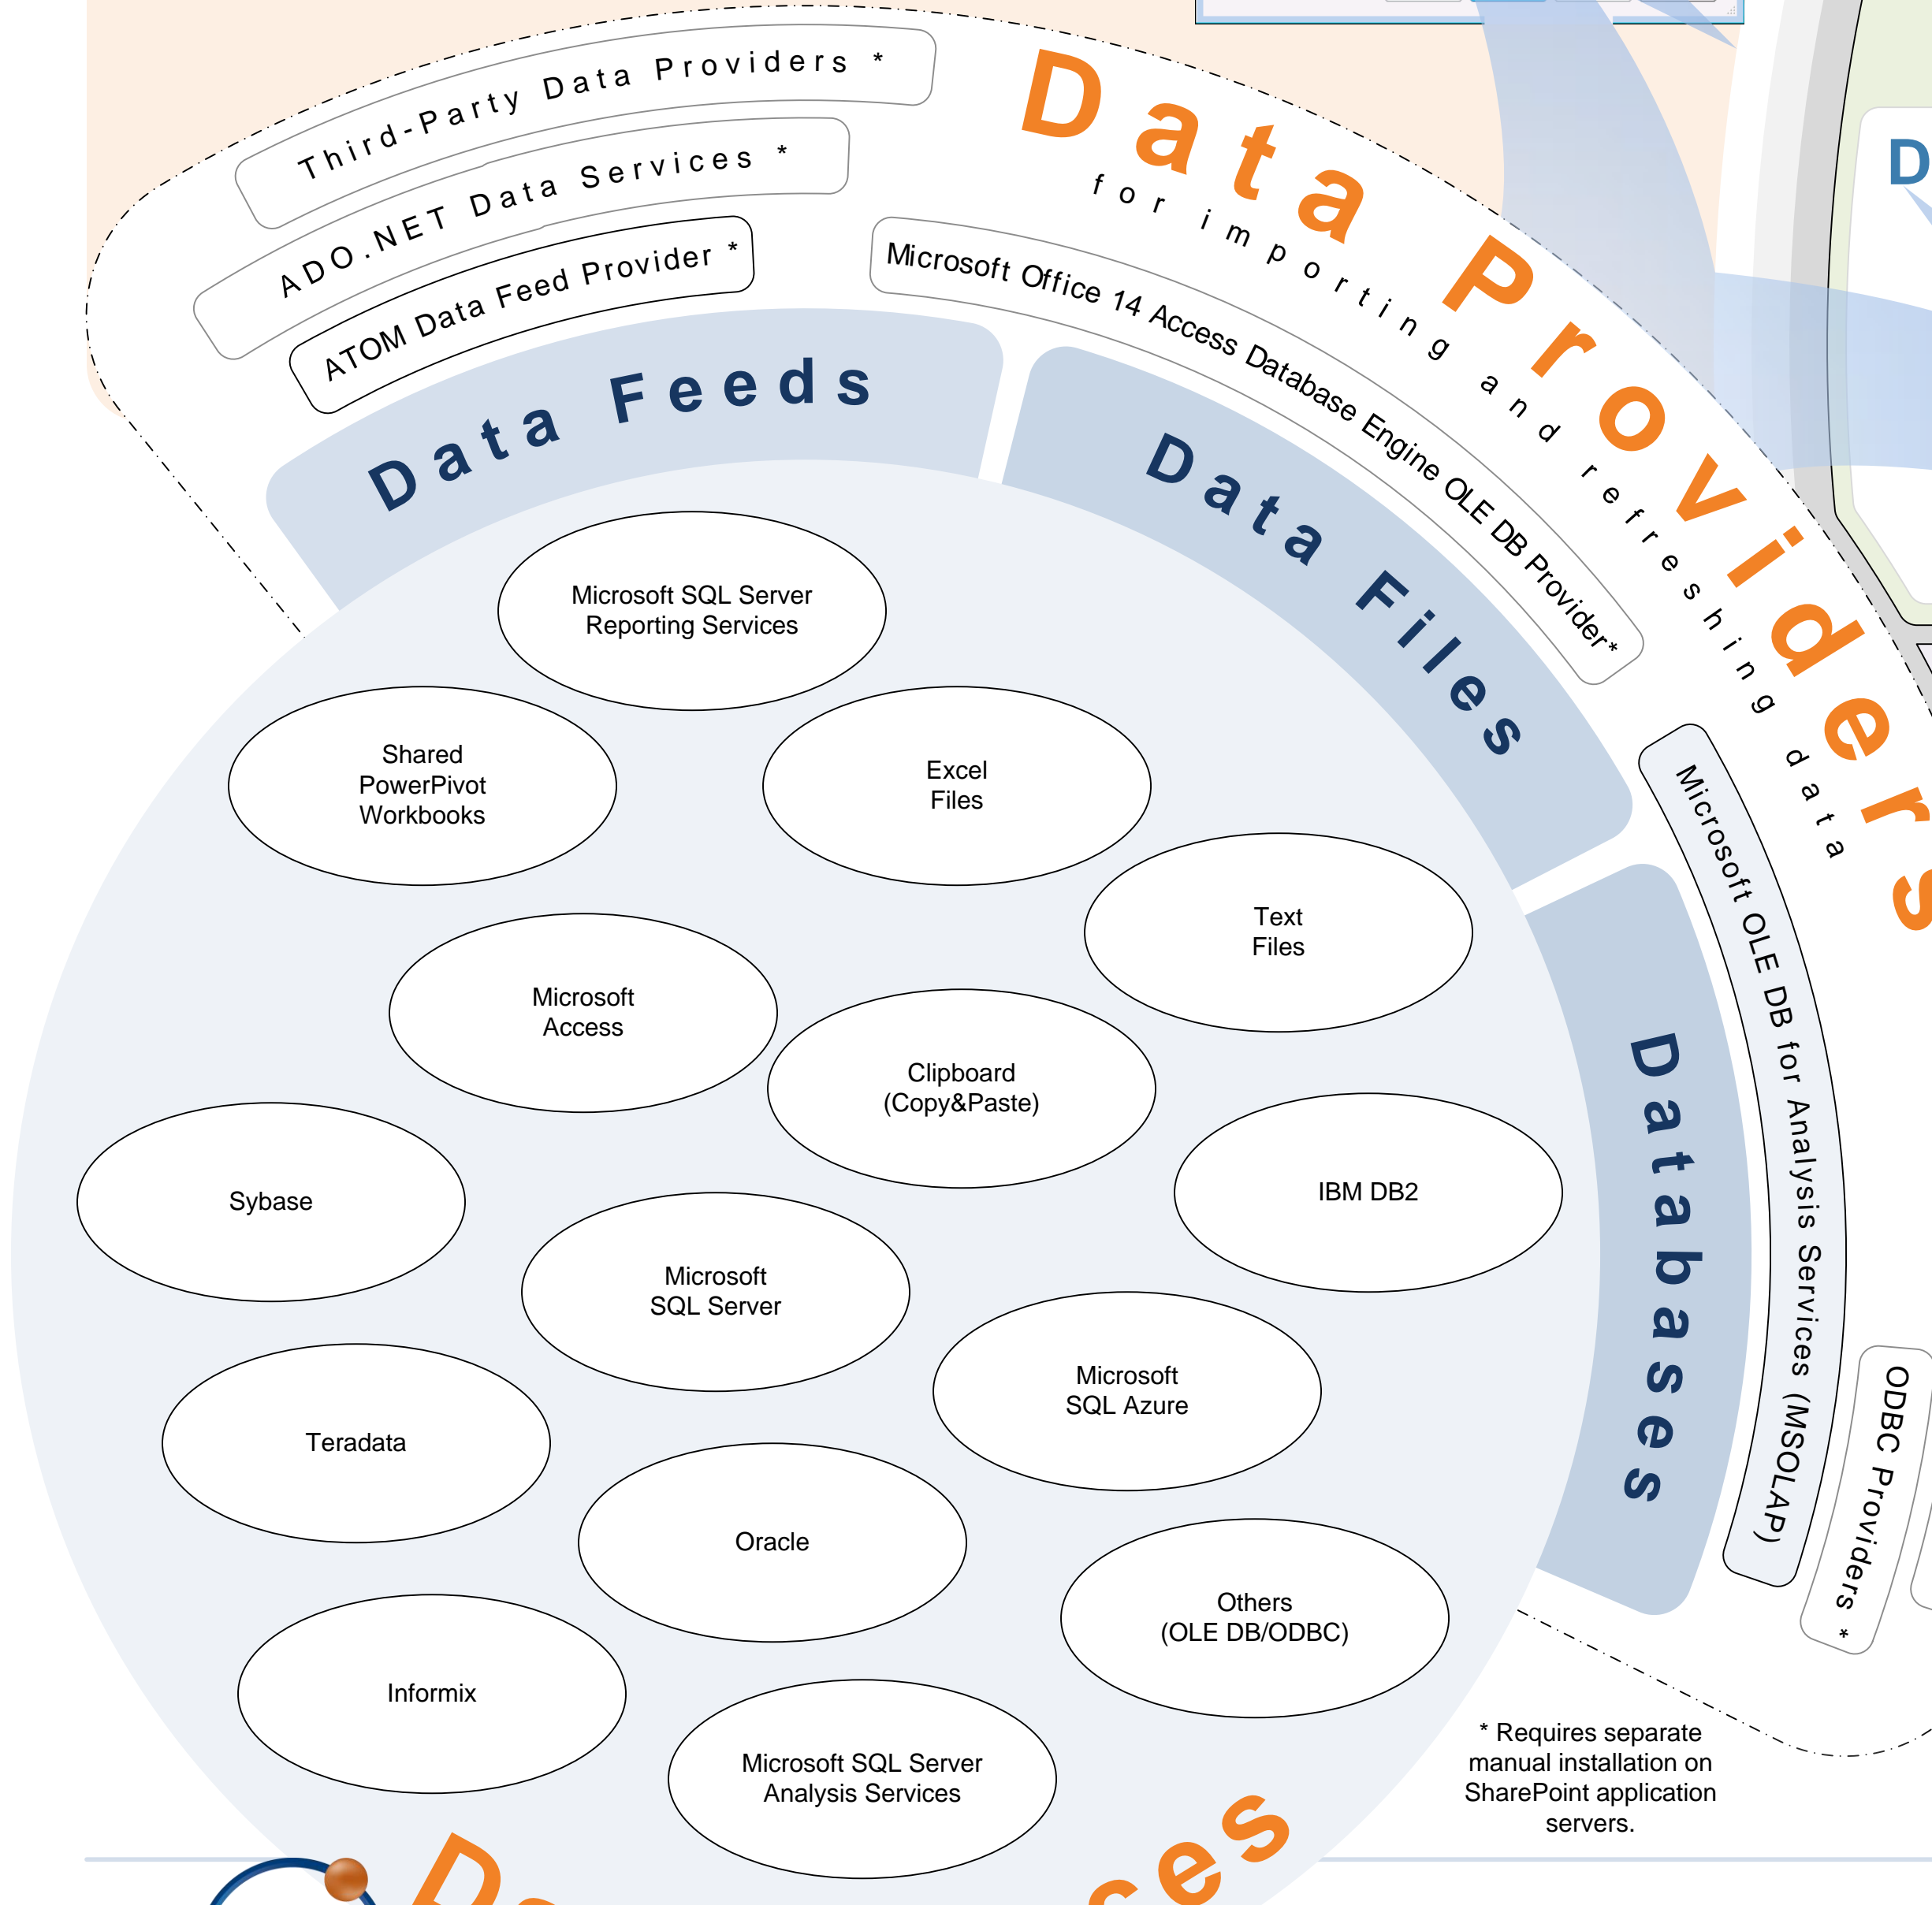 Third-Party Data Providers *
ADO.NET Data Services *
ATOM Data Feed Provider *
Data Providers
for importing and refreshing data
Microsoft Office 14 Access Database Engine OLE DB Provider*
D
Data Feeds
Data Files
Databases
Microsoft OLE DB for Analysis Services (MSOLAP)
ODBC Providers *
Microsoft SQL Server
Reporting Services
Shared
PowerPivot
Workbooks
Excel
Files
Text
Files
Microsoft
Access
Clipboard
(Copy&Paste)
Sybase
IBM DB2
Microsoft
SQL Server
Microsoft
SQL Azure
Teradata
Oracle
Others
(OLE DB/ODBC)
Informix
Microsoft SQL Server
Analysis Services
* Requires separate
manual installation on
SharePoint application
servers.